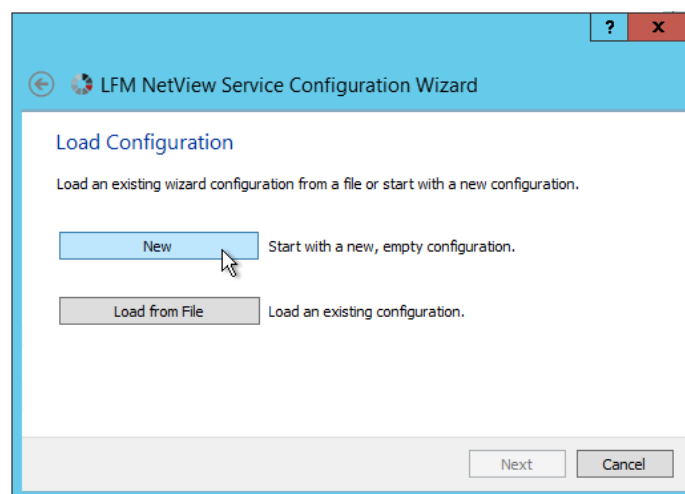 ? x
LFM NetView Service Configuration Wizard
Load Configuration
Load an existing wizard configuration from a file or start with a new configuration.
New Start with a new, empty configuration.
Load from File Load an existing configuration.
Next Cancel